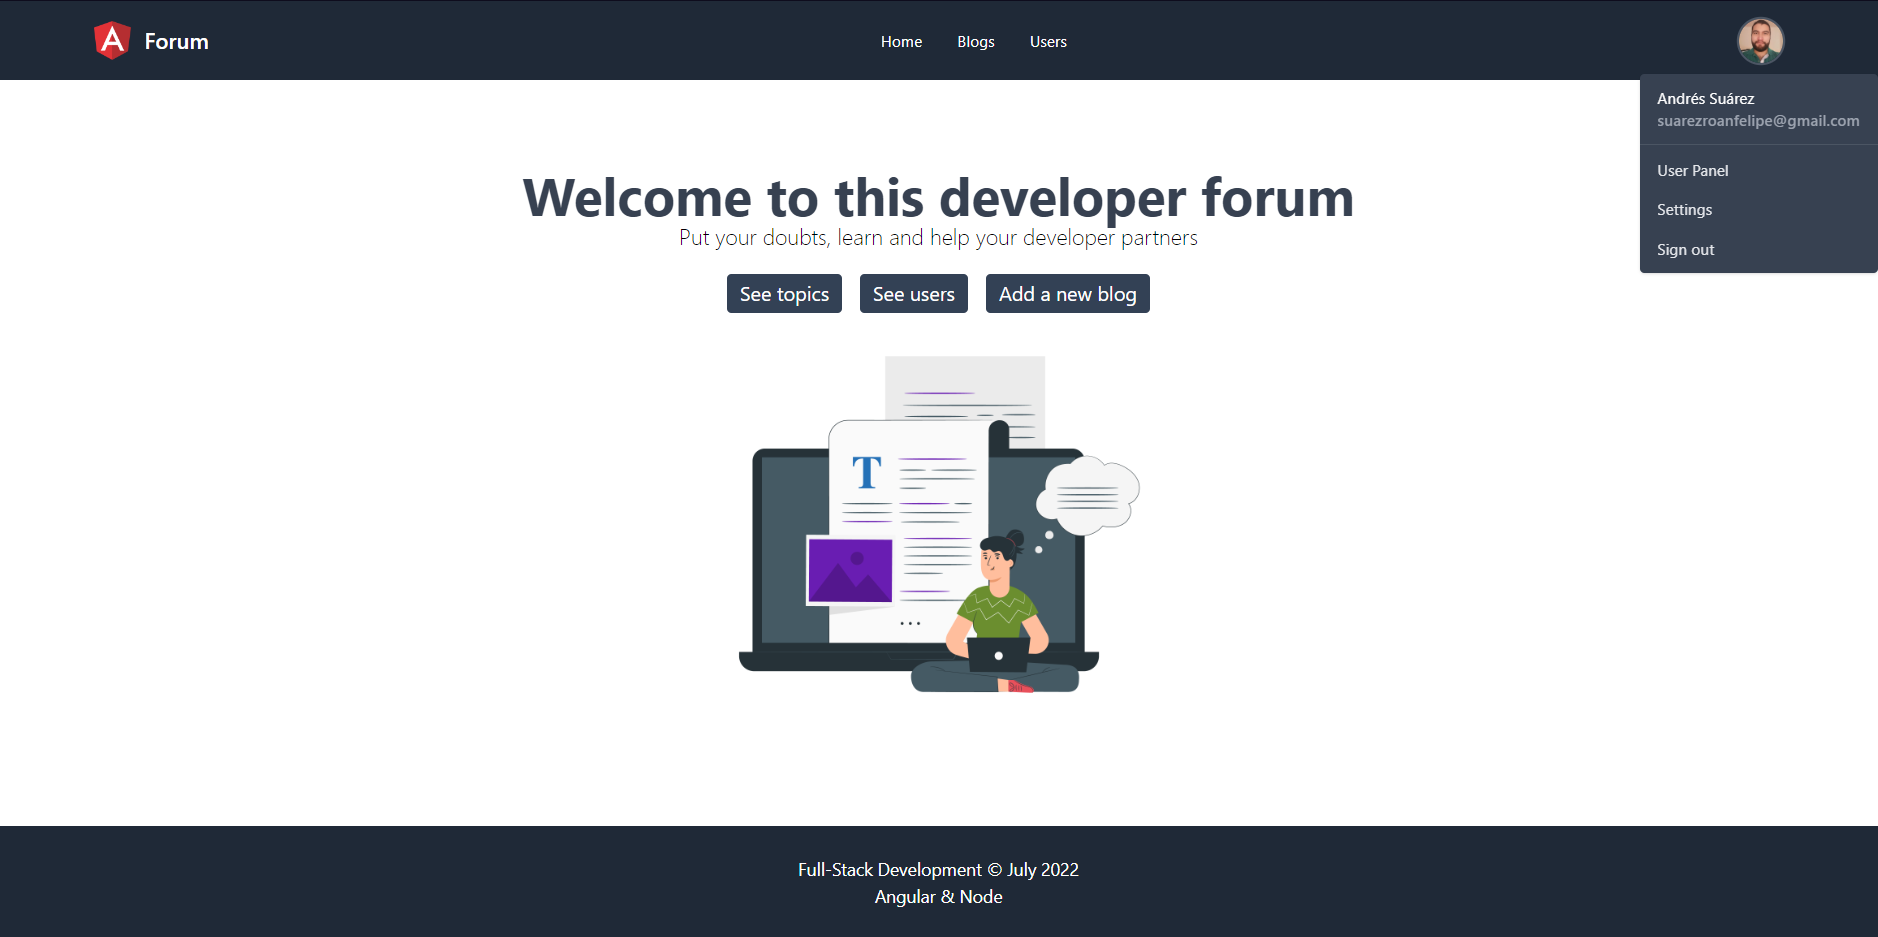 Forum
Home
Blogs
Users
Andrés Suárez
suarezroanfelipe@gmail.com
User Panel
Settings
Sign out
Welcome to this developer forum
Put your doubts, learn and help your developer partners
See topics
See users
Add a new blog
T
Full-Stack Development © July 2022
Angular & Node